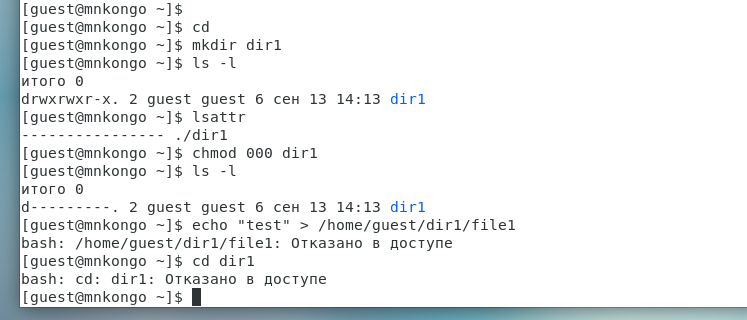 [guest@mnkongo ~]$
[guest@mnkongo ~]$ cd
[guest@mnkongo ~]$ mkdir dir1
[guest@mnkongo ~]$ ls -l
итого 0
drwxrwxr-x. 2 guest guest 6 сен 13 14:13 dir1
[guest@mnkongo ~]$ lsattr
---------------- ./dir1
[guest@mnkongo ~]$ chmod 000 dir1
[guest@mnkongo ~]$ ls -l
итого 0
d---------. 2 guest guest 6 сен 13 14:13 dir1
[guest@mnkongo ~]$ echo "test" > /home/guest/dir1/file1
bash: /home/guest/dir1/file1: Отказано в доступе
[guest@mnkongo ~]$ cd dir1
bash: cd: dir1: Отказано в доступе
[guest@mnkongo ~]$